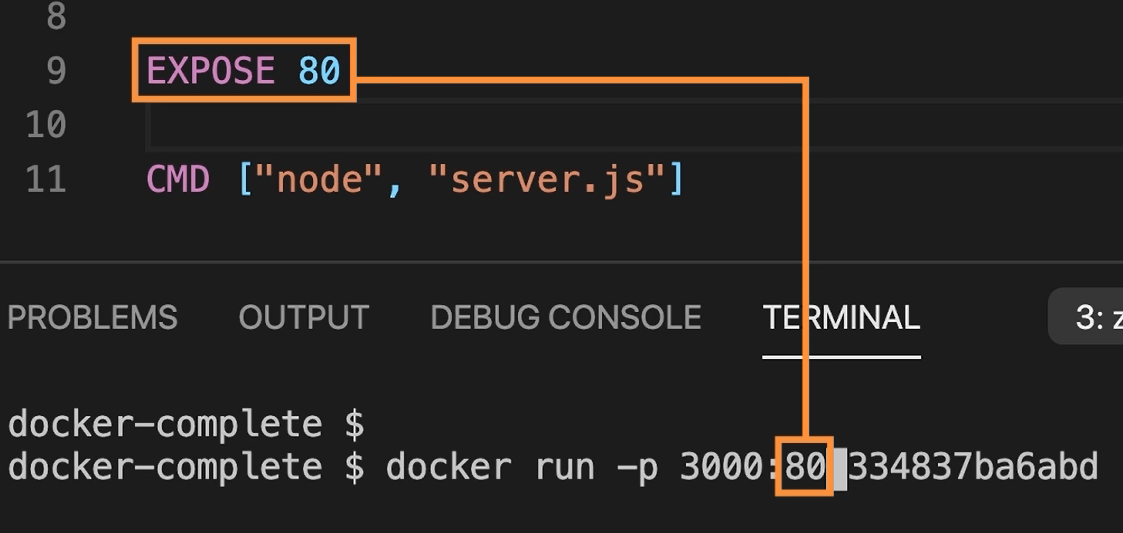 8
9 EXPOSE 80
10
11 CMD ["node", "server.js"]
PROBLEMS OUTPUT DEBUG CONSOLE TERMINAL 3: z
docker-complete $
docker-complete $ docker run -p 3000:80 334837ba6abd